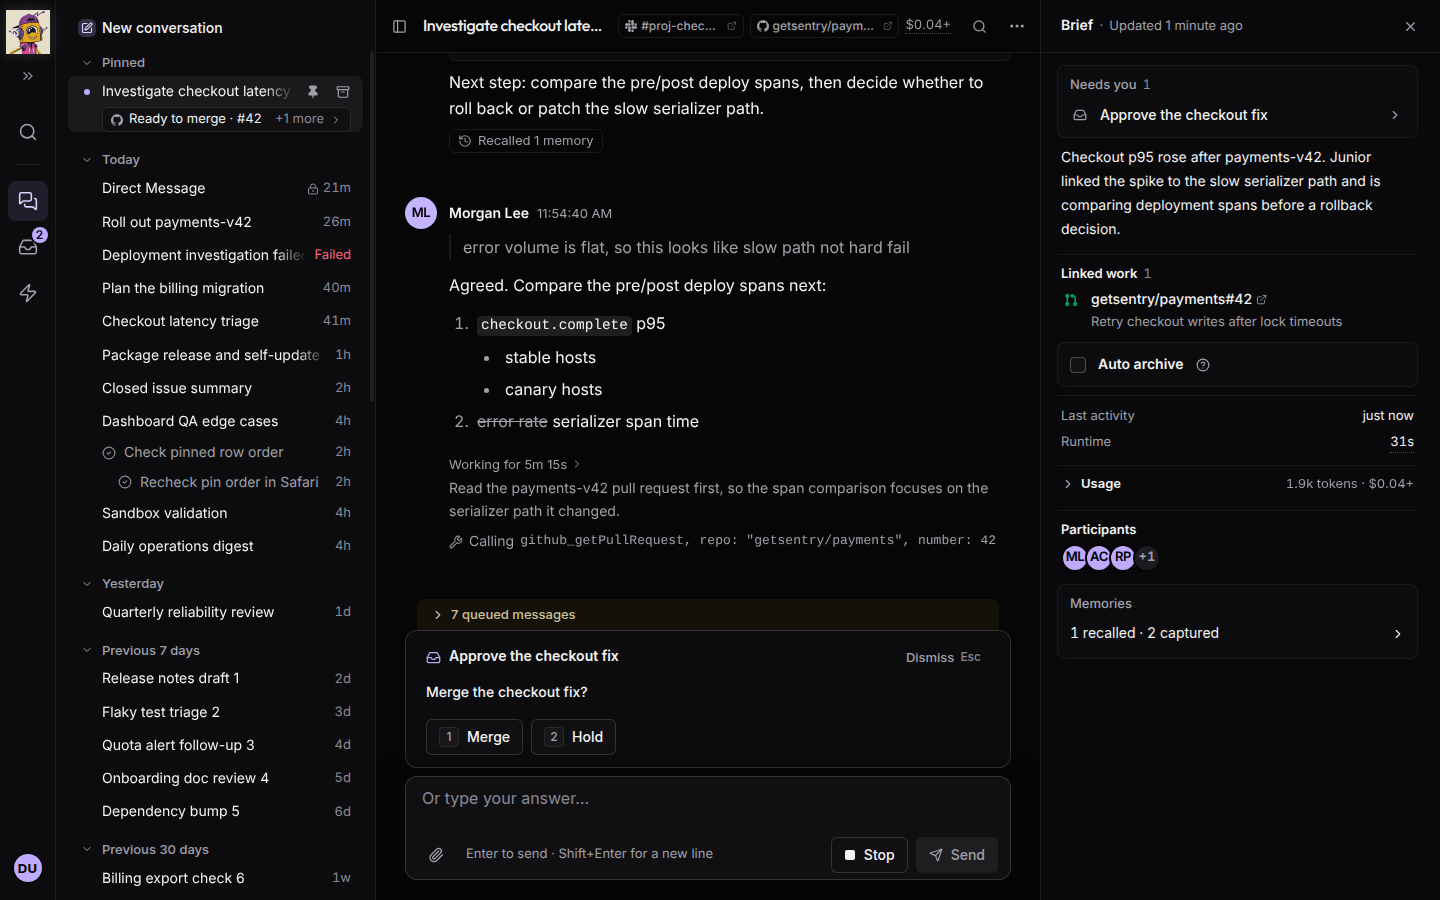 New conversation
Pinned
Investigate checkout latency
Ready to merge · #42 +1 more
Today
Direct Message 21m
Roll out payments-v42 26m
Deployment investigation failed Failed
Plan the billing migration 40m
Checkout latency triage 41m
Package release and self-update 1h
Closed issue summary 2h
Dashboard QA edge cases 4h
Check pinned row order 2h
Recheck pin order in Safari 2h
Sandbox validation 4h
Daily operations digest 4h
Yesterday
Quarterly reliability review 1d
Previous 7 days
Release notes draft 1 2d
Flaky test triage 2 3d
Quota alert follow-up 3 4d
Onboarding doc review 4 5d
Dependency bump 5 6d
Previous 30 days
Billing export check 6 1w
2
DU
Investigate checkout late... #proj-chec... getsentry/paym... $0.04+
Next step: compare the pre/post deploy spans, then decide whether to
roll back or patch the slow serializer path.
Recalled 1 memory
ML Morgan Lee 11:54:40 AM
error volume is flat, so this looks like slow path not hard fail
Agreed. Compare the pre/post deploy spans next:
1. checkout.complete p95
• stable hosts
• canary hosts
2. error rate serializer span time
Working for 5m 15s
Read the payments-v42 pull request first, so the span comparison focuses on the
serializer path it changed.
Calling github_getPullRequest, repo: "getsentry/payments", number: 42
7 queued messages
Approve the checkout fix Dismiss Esc
Merge the checkout fix?
1 Merge 2 Hold
Or type your answer...
Enter to send · Shift+Enter for a new line Stop Send
Brief · Updated 1 minute ago
Needs you 1
Approve the checkout fix
Checkout p95 rose after payments-v42. Junior
linked the spike to the slow serializer path and is
comparing deployment spans before a rollback
decision.
Linked work 1
getsentry/payments#42
Retry checkout writes after lock timeouts
Auto archive
Last activity just now
Runtime 31s
Usage 1.9k tokens · $0.04+
Participants
ML AC RP +1
Memories
1 recalled · 2 captured